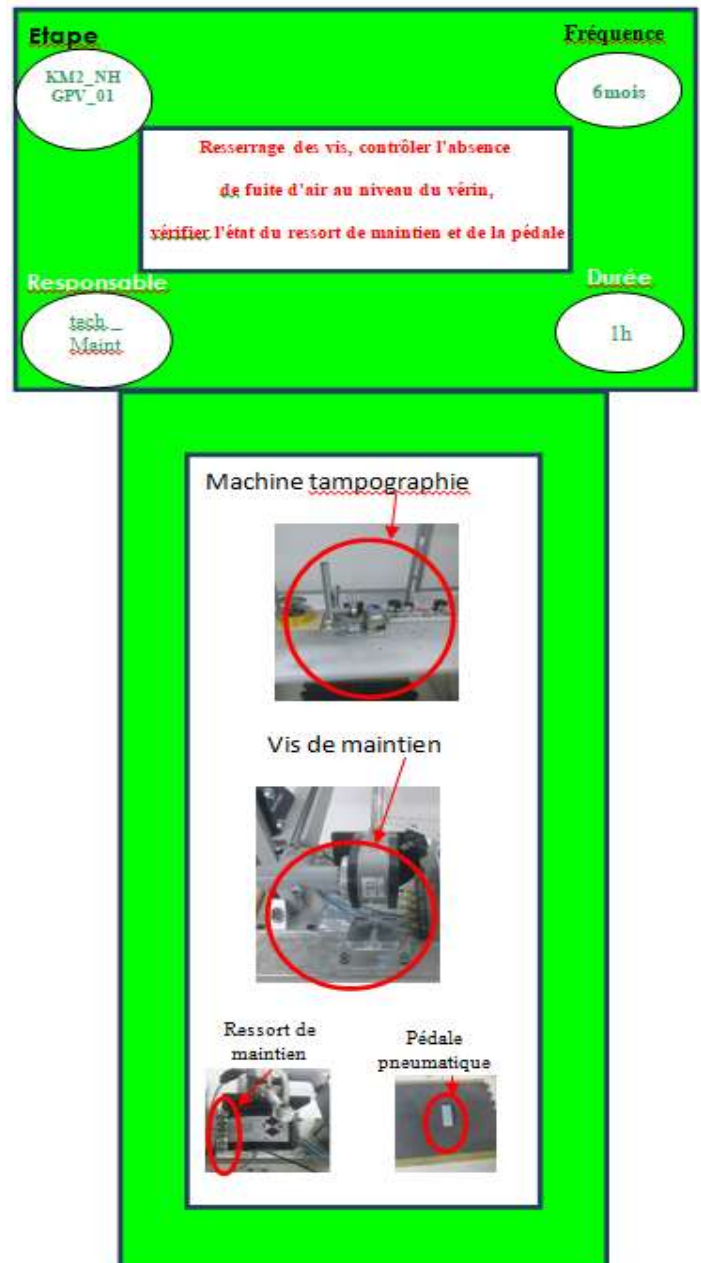 Etape
Fréquence
KM2_NH
GPV_01
6mois
Resserrage des vis, contrôler l'absence
de fuite d'air au niveau du vérin,
vérifier l'état du ressort de maintien et de la pédale
Responsable
Durée
tech_
Maint
1h
Machine tampographie
Vis de maintien
Ressort de
maintien
Pédale
pneumatique